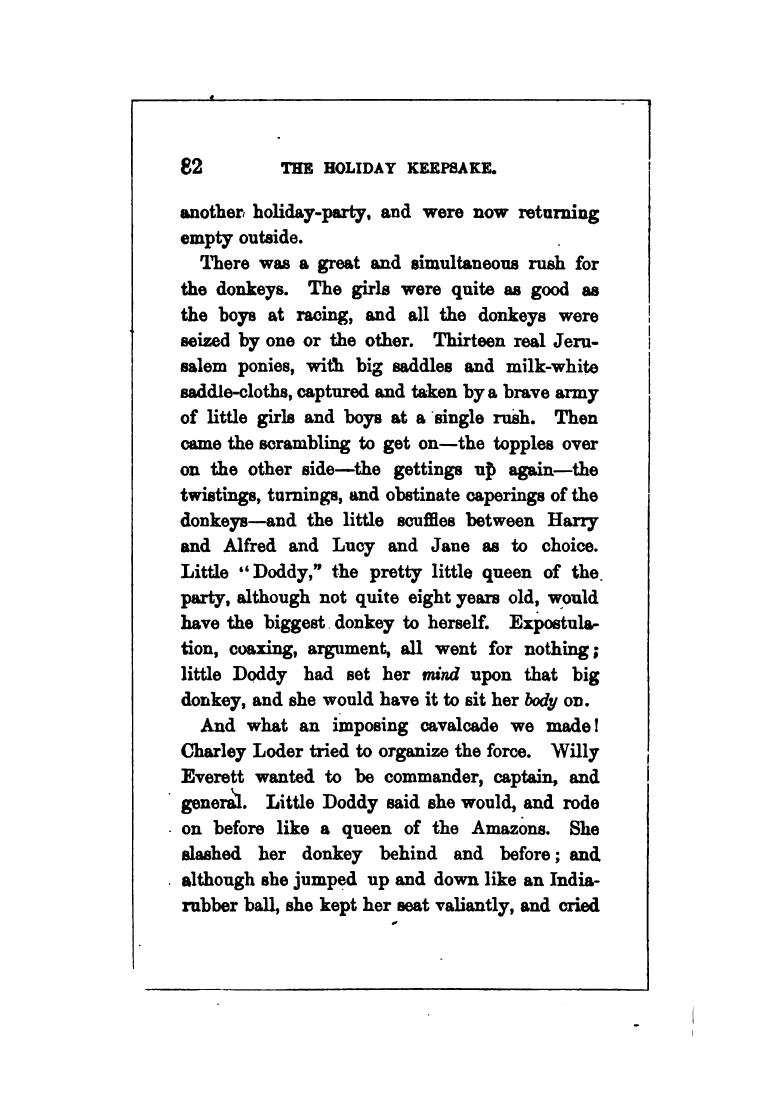 82 THE HOLIDAY KEEPSAKE.
another holiday-party, and were now returning
empty outside.
There was a great and simultaneous rush for
the donkeys. The girls were quite as good as
the boys at racing, and all the donkeys were
seized by one or the other. Thirteen real Jeru-
salem ponies, with big saddles and milk-white
saddle-cloths, captured and taken by a brave army
of little girls and boys at a single rush. Then
came the scrambling to get on—the topples over
on the other side—the gettings up again—the
twistings, turnings, and obstinate caperings of the
donkeys—and the little scuffles between Harry
and Alfred and Lucy and Jane as to choice.
Little “Doddy,” the pretty little queen of the
party, although not quite eight years old, would
have the biggest donkey to herself. Expostula-
tion, coaxing, argument, all went for nothing;
little Doddy had set her mind upon that big
donkey, and she would have it to sit her body on.
And what an imposing cavalcade we made!
Charley Loder tried to organize the force. Willy
Everett wanted to be commander, captain, and
general. Little Doddy said she would, and rode
on before like a queen of the Amazons. She
slashed her donkey behind and before; and
although she jumped up and down like an India-
rubber ball, she kept her seat valiantly, and cried